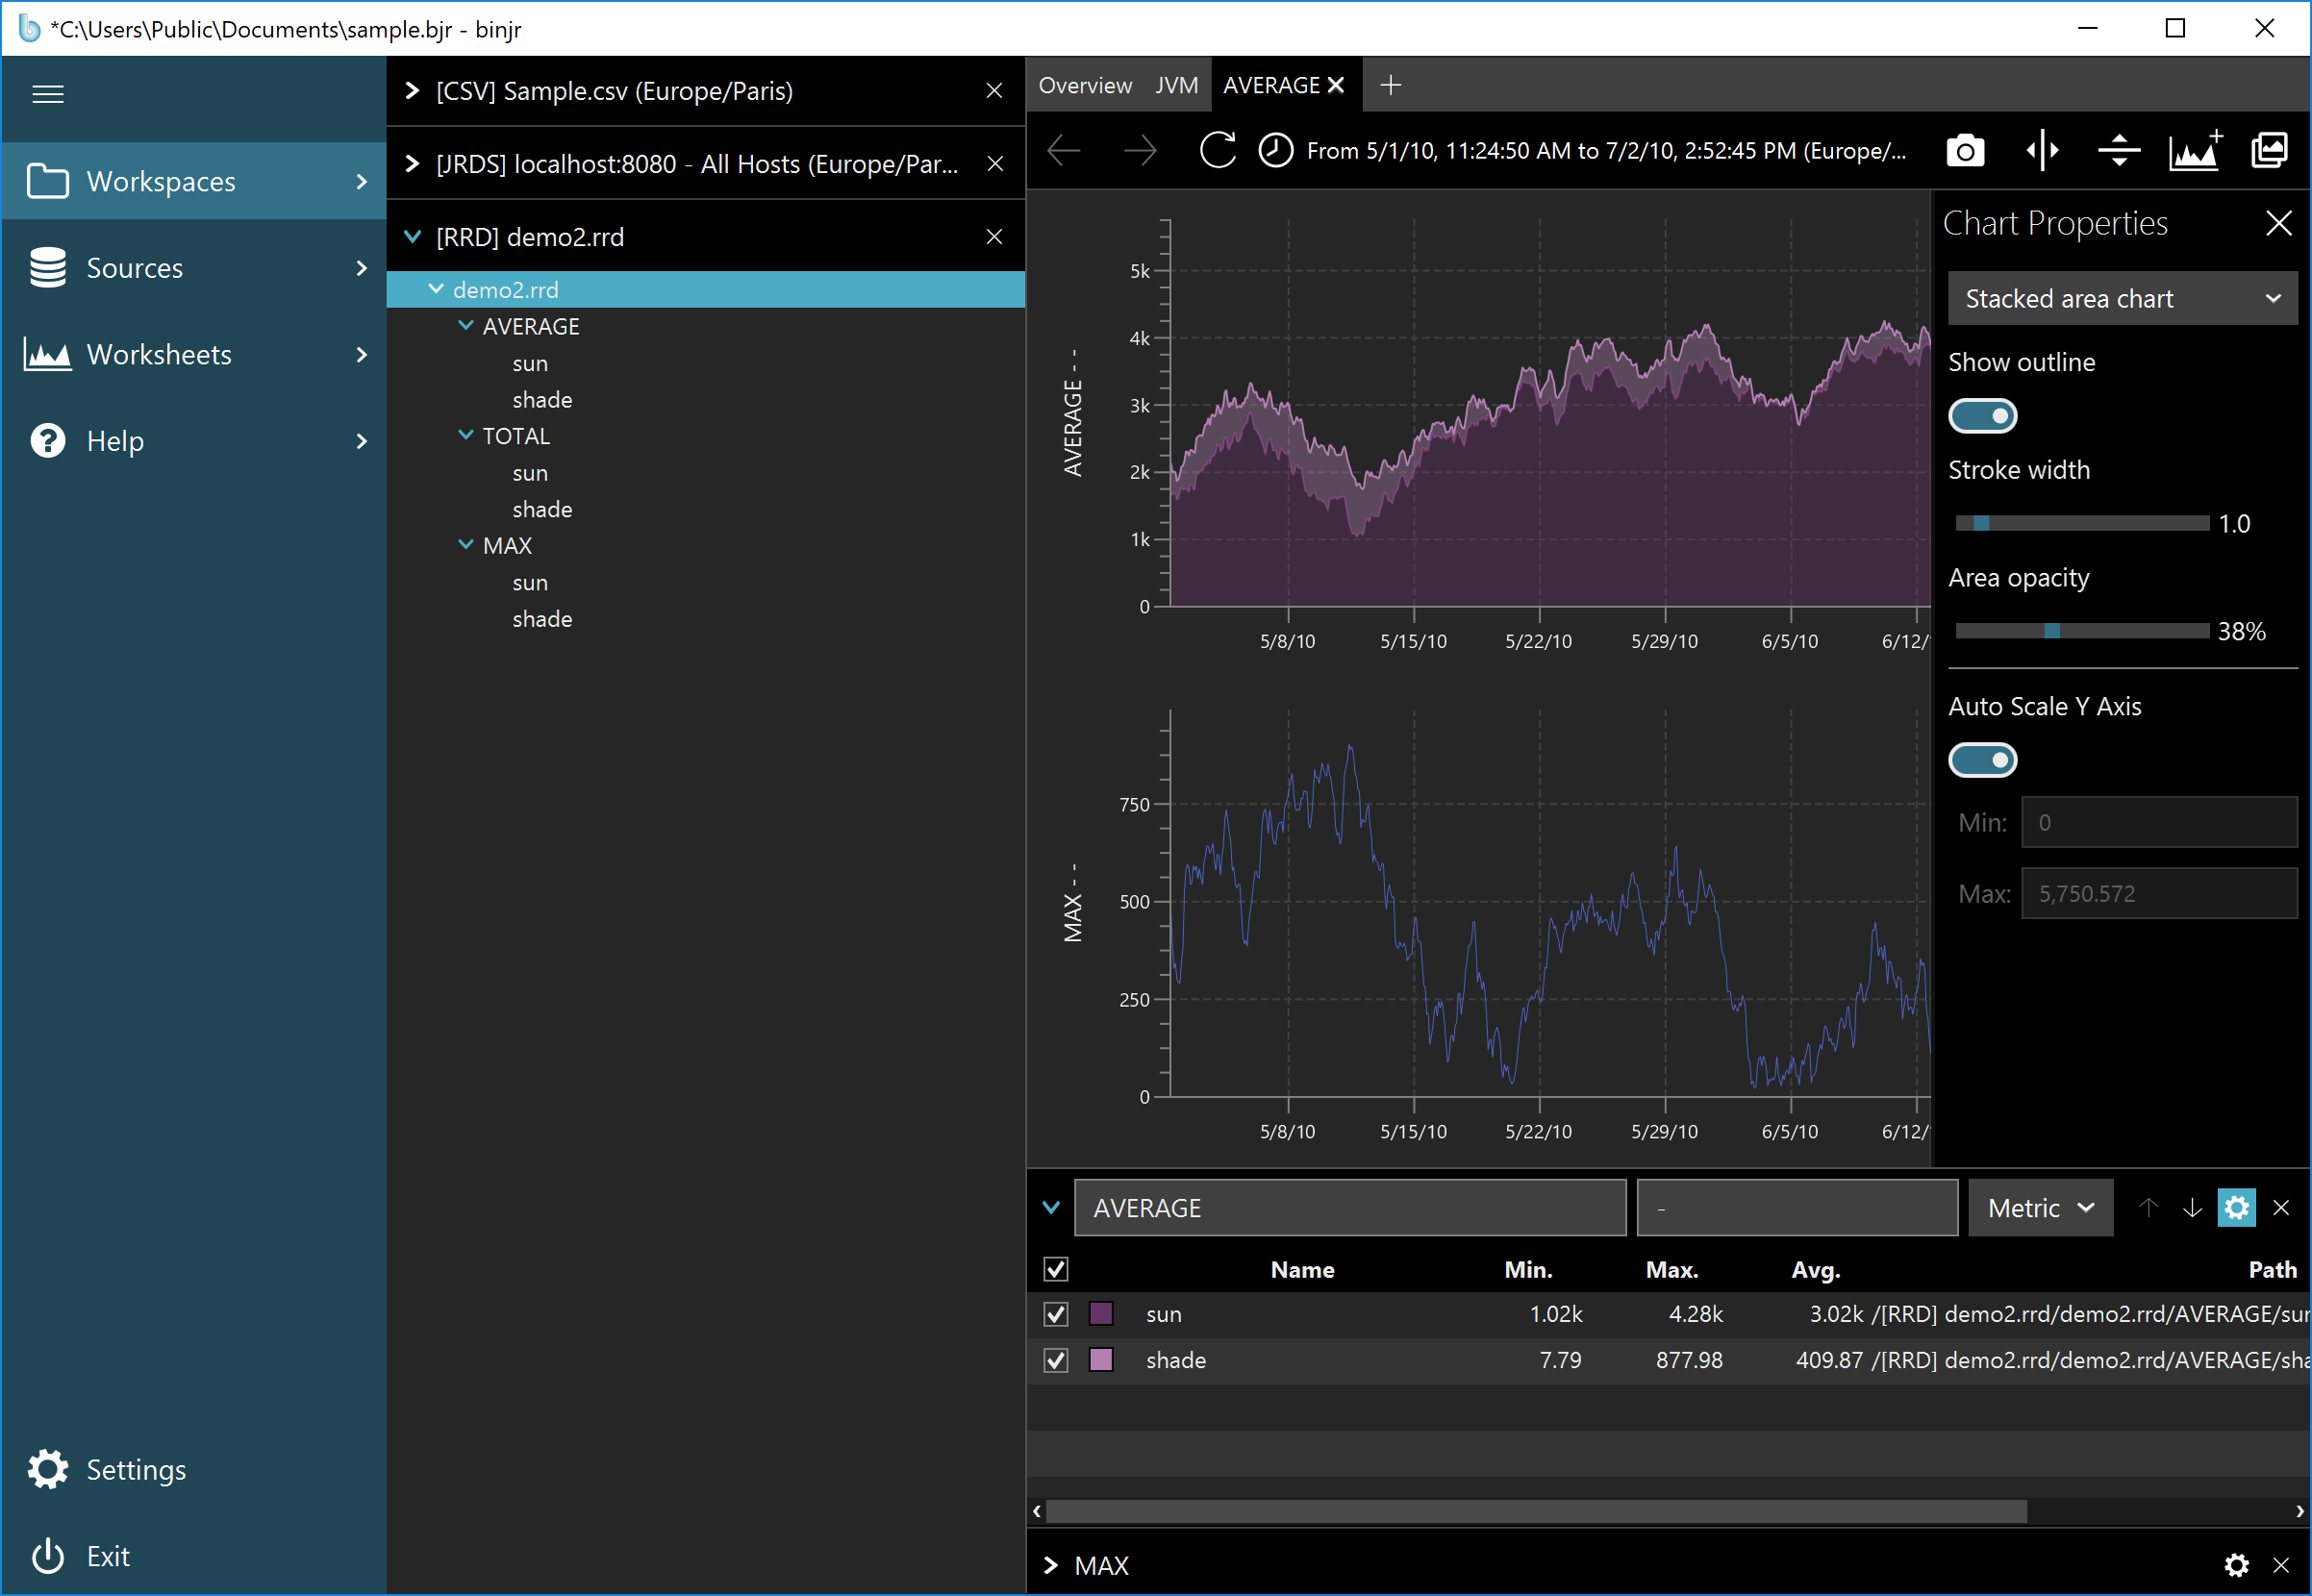 *C:\Users\Public\Documents\sample.bjr - binjr
Workspaces
Sources
Worksheets
Help
Settings
Exit
[CSV] Sample.csv (Europe/Paris)
[JRDS] localhost:8080 - All Hosts (Europe/Par...
[RRD] demo2.rrd
demo2.rrd
AVERAGE
sun
shade
TOTAL
sun
shade
MAX
sun
shade
Overview JVM AVERAGE
From 5/1/10, 11:24:50 AM to 7/2/10, 2:52:45 PM (Europe/...
AVERAGE - -
5k
4k
3k
2k
1k
0
5/8/10 5/15/10 5/22/10 5/29/10 6/5/10 6/12/
MAX - -
750
500
250
0
5/8/10 5/15/10 5/22/10 5/29/10 6/5/10 6/12/
Chart Properties
Stacked area chart
Show outline
Stroke width
1.0
Area opacity
38%
Auto Scale Y Axis
Min: 0
Max: 5,750.572
AVERAGE - Metric
Name Min. Max. Avg. Path
sun 1.02k 4.28k 3.02k /[RRD] demo2.rrd/demo2.rrd/AVERAGE/sun
shade 7.79 877.98 409.87 /[RRD] demo2.rrd/demo2.rrd/AVERAGE/sha
MAX